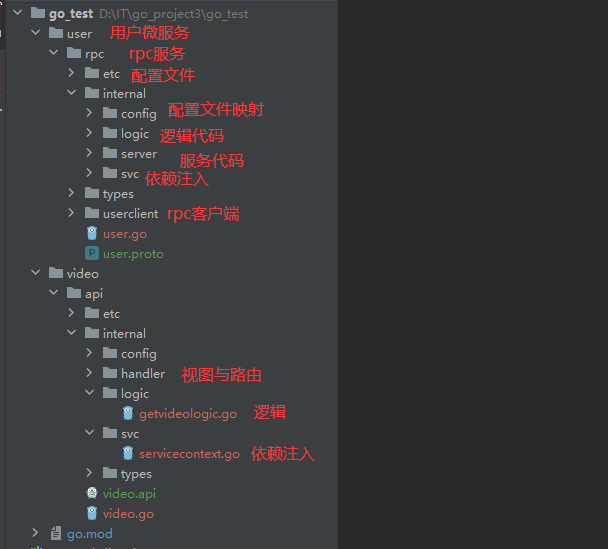 go_test D:\IT\go_project3\go_test
user 用户微服务
rpc rpc服务
etc 配置文件
internal
config 配置文件映射
logic 逻辑代码
server 服务代码
svc 依赖注入
types
userclient rpc客户端
user.go
user.proto
video
api
etc
internal
config
handler 视图与路由
logic
getvideologic.go 逻辑
svc
servicecontext.go 依赖注入
types
video.api
video.go
go.mod